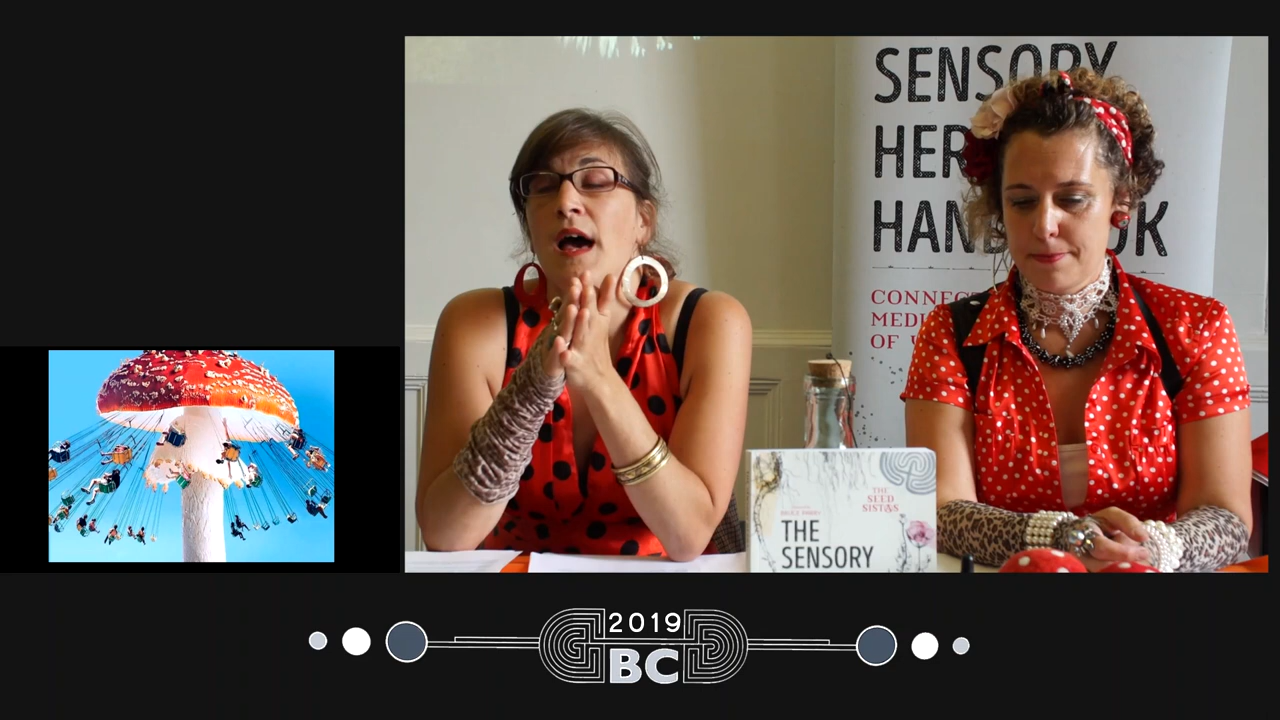 SENSORY
HER
HAND
OK
CONNEC
MEDI
OF
THE
SEED
SISTAS
THE
SENSORY
2019
BC